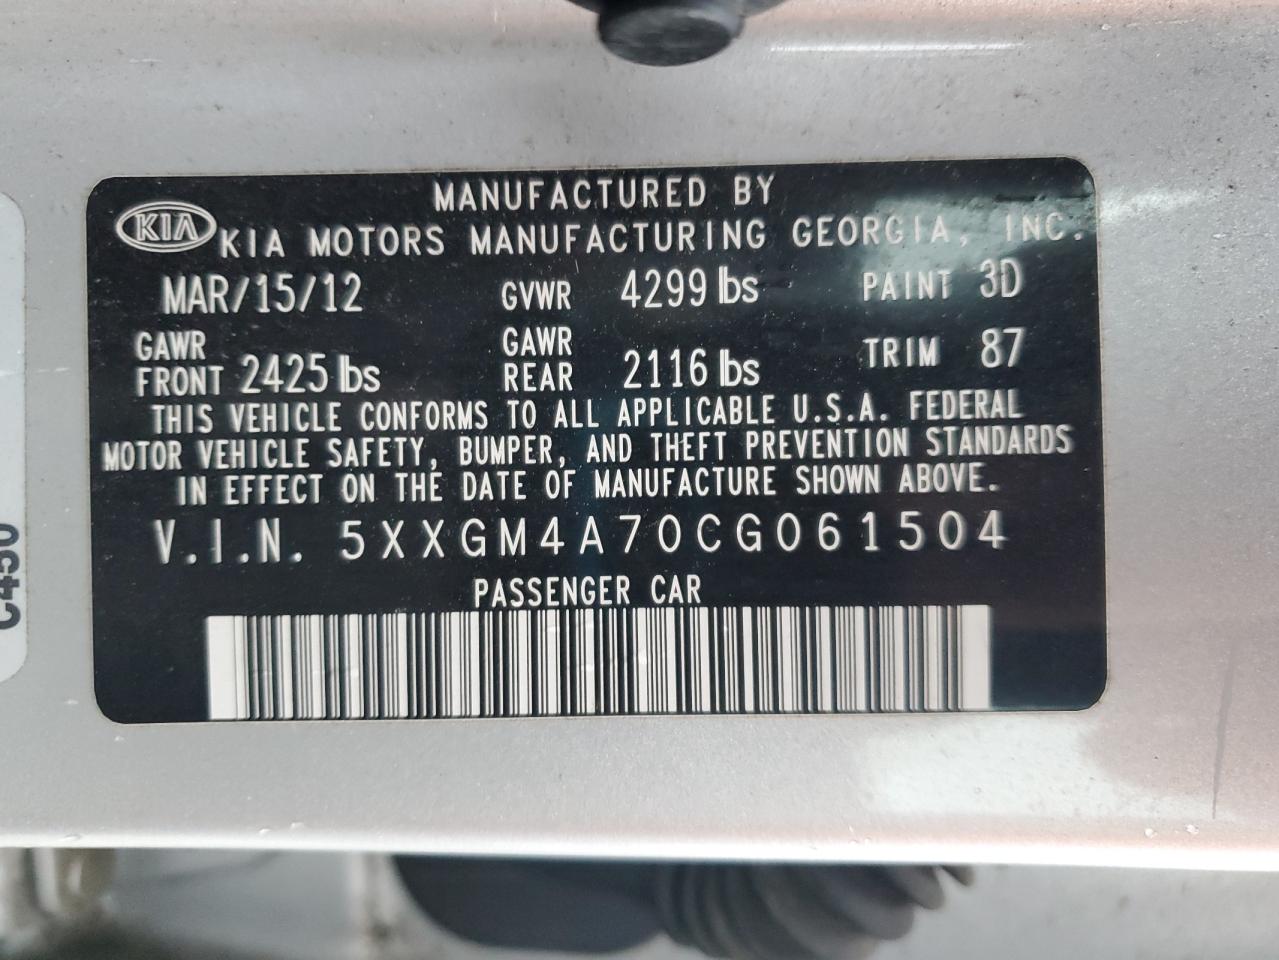 MANUFACTURED BY
KIA KIA MOTORS MANUFACTURING GEORGIA, INC.
MAR/15/12 GVWR 4299 lbs PAINT 3D
GAWR FRONT 2425 lbs GAWR REAR 2116 lbs TRIM 87
THIS VEHICLE CONFORMS TO ALL APPLICABLE U.S.A. FEDERAL
MOTOR VEHICLE SAFETY, BUMPER, AND THEFT PREVENTION STANDARDS
IN EFFECT ON THE DATE OF MANUFACTURE SHOWN ABOVE.
V.I.N. 5XXGM4A70CG061504
PASSENGER CAR
C450